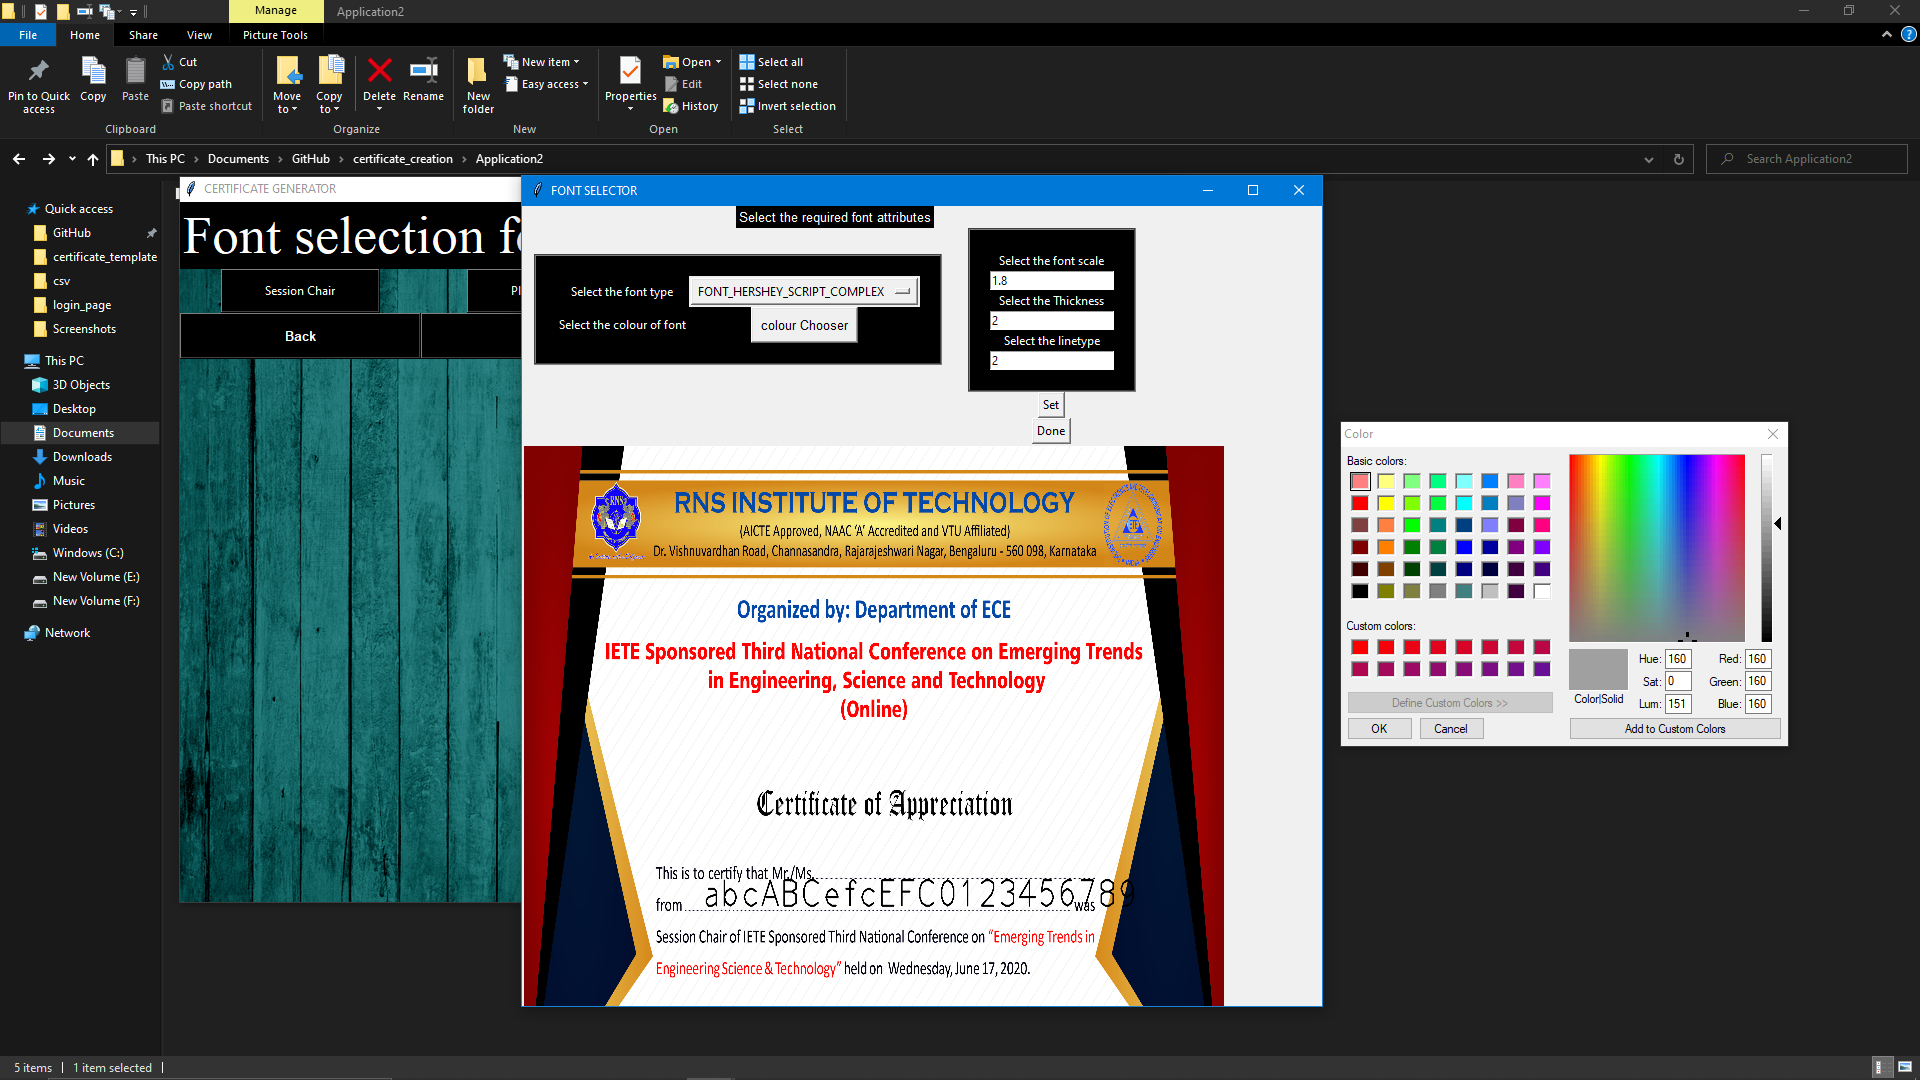 Manage
Application2
File
Home
Share
View
Picture Tools
Pin to Quick access
Copy
Paste
Cut
Copy path
Paste shortcut
Clipboard
Move to
Copy to
Delete
Rename
Organize
New folder
New item
Easy access
New
Properties
Open
Edit
History
Open
Select all
Select none
Invert selection
Select
This PC > Documents > GitHub > certificate_creation > Application2
Search Application2
Quick access
GitHub
certificate_template
csv
login_page
Screenshots
This PC
3D Objects
Desktop
Documents
Downloads
Music
Pictures
Videos
Windows (C:)
New Volume (E:)
New Volume (F:)
Network
5 items
1 item selected
CERTIFICATE GENERATOR
Font selection f
Session Chair
Pl
Back
FONT SELECTOR
Select the required font attributes
Select the font type
FONT_HERSHEY_SCRIPT_COMPLEX
Select the colour of font
colour Chooser
Select the font scale
1.8
Select the Thickness
2
Select the linetype
2
Set
Done
RNS INSTITUTE OF TECHNOLOGY
(AICTE Approved, NAAC 'A' Accredited and VTU Affiliated)
Dr. Vishnuvardhan Road, Channasandra, Rajarajeshwari Nagar, Bengaluru - 560 098, Karnataka
RNS
IETE
Organized by: Department of ECE
IETE Sponsored Third National Conference on Emerging Trends
in Engineering, Science and Technology
(Online)
Certificate of Appreciation
This is to certify that Mr./Ms.
abcABCefcEFC0123456789
from was
Session Chair of IETE Sponsored Third National Conference on “Emerging Trends in
Engineering Science & Technology” held on Wednesday, June 17, 2020.
Color
Basic colors:
Custom colors:
Define Custom Colors >>
OK
Cancel
Color|Solid
Hue: 160
Sat: 0
Lum: 151
Red: 160
Green: 160
Blue: 160
Add to Custom Colors